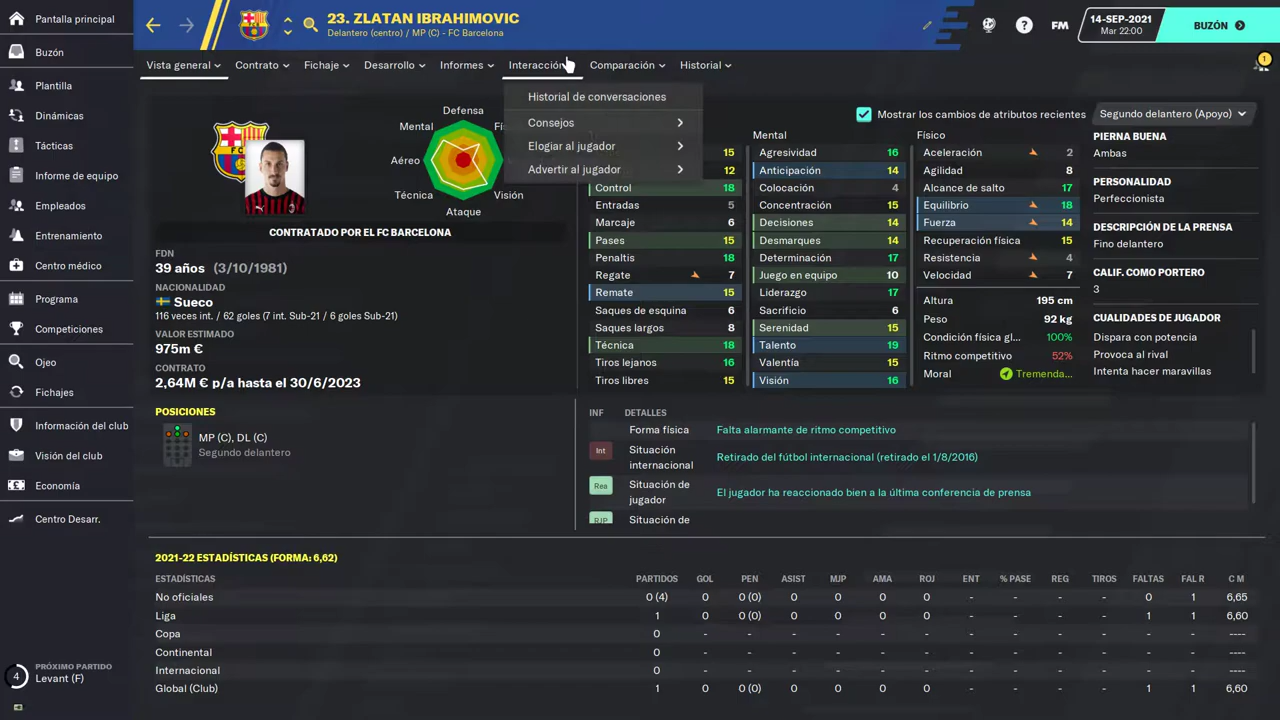 Pantalla principal
Buzón
Plantilla
Dinámicas
Tácticas
Informe de equipo
Empleados
Entrenamiento
Centro médico
Programa
Competiciones
Ojeo
Fichajes
Información del club
Visión del club
Economía
Centro Desarr.
4
PRÓXIMO PARTIDO
Levant (F)
23. ZLATAN IBRAHIMOVIC
Delantero (centro) / MP (C) - FC Barcelona
FM
14-SEP-2021
Mar 22:00
BUZÓN
1
Vista general
Contrato
Fichaje
Desarrollo
Informes
Interacción
Comparación
Historial
Historial de conversaciones
Consejos
Elogiar al jugador
Advertir al jugador
Defensa
Mental
Aéreo
Visión
Técnica
Ataque
CONTRATADO POR EL FC BARCELONA
FDN
39 años (3/10/1981)
NACIONALIDAD
Sueco
116 veces int. / 62 goles (7 int. Sub-21 / 6 goles Sub-21)
VALOR ESTIMADO
975m €
CONTRATO
2,64M € p/a hasta el 30/6/2023
Mostrar los cambios de atributos recientes
Segundo delantero (Apoyo)
15
12
Control 18
Entradas 5
Marcaje 6
Pases 15
Penaltis 18
Regate 7
Remate 15
Saques de esquina 6
Saques largos 8
Técnica 18
Tiros lejanos 16
Tiros libres 15
Mental
Agresividad 16
Anticipación 14
Colocación 4
Concentración 15
Decisiones 14
Desmarques 14
Determinación 17
Juego en equipo 10
Liderazgo 17
Sacrificio 6
Serenidad 15
Talento 19
Valentía 15
Visión 16
Físico
Aceleración 2
Agilidad 8
Alcance de salto 17
Equilibrio 18
Fuerza 14
Recuperación física 15
Resistencia 4
Velocidad 7
Altura 195 cm
Peso 92 kg
Condición física gl... 100%
Ritmo competitivo 52%
Moral Tremenda...
PIERNA BUENA
Ambas
PERSONALIDAD
Perfeccionista
DESCRIPCIÓN DE LA PRENSA
Fino delantero
CALIF. COMO PORTERO
3
CUALIDADES DE JUGADOR
Dispara con potencia
Provoca al rival
Intenta hacer maravillas
POSICIONES
MP (C), DL (C)
Segundo delantero
INF DETALLES
Forma física Falta alarmante de ritmo competitivo
Int Situación internacional Retirado del fútbol internacional (retirado el 1/8/2016)
Rea Situación de jugador El jugador ha reaccionado bien a la última conferencia de prensa
RJP Situación de
2021-22 ESTADÍSTICAS (FORMA: 6,62)
ESTADÍSTICAS PARTIDOS GOL PEN ASIST MJP AMA ROJ ENT % PASE REG TIROS FALTAS FAL R C M
No oficiales 0 (4) 0 0 (0) 0 0 0 0 - - - - 0 1 6,65
Liga 1 0 0 (0) 0 0 0 0 - - - - 1 1 6,60
Copa 0 - - - - - - - - - - - - ----
Continental 0 - - - - - - - - - - - - ----
Internacional 0 - - - - - - - - - - - - ----
Global (Club) 1 0 0 (0) 0 0 0 0 - - - - 1 1 6,60